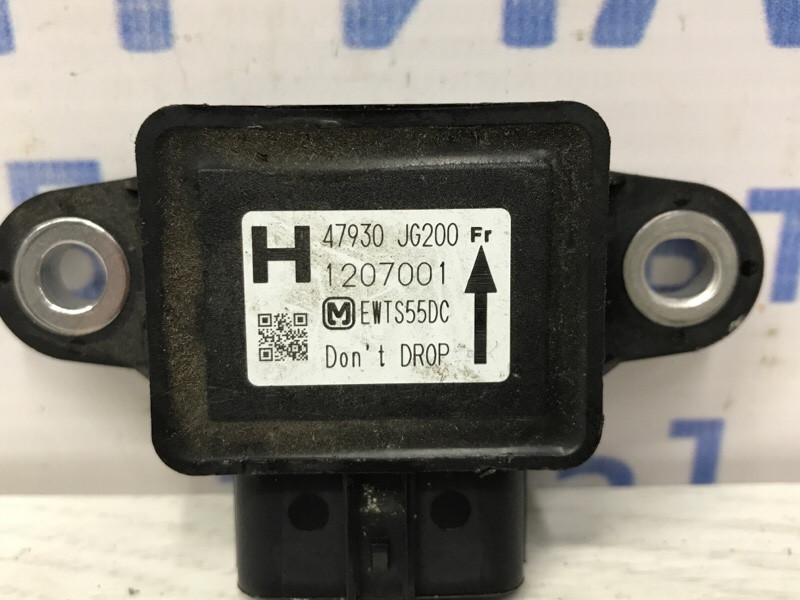 H 47930 JG200 Fr
1207001
M EWTS55DC
Don't DROP